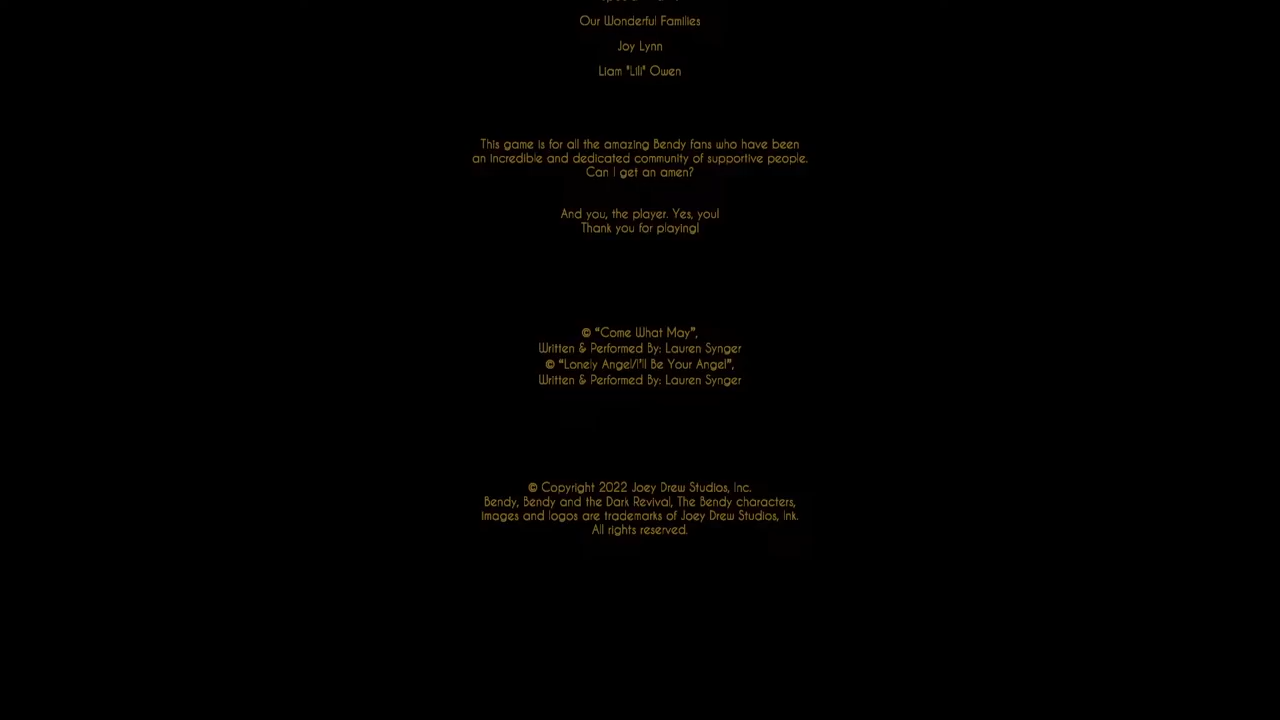 Our Wonderful Families
Joy Lynn
Liam "Lili" Owen
This game is for all the amazing Bendy fans who have been
an incredible and dedicated community of supportive people.
Can I get an amen?
And you, the player. Yes, you!
Thank you for playing!
© “Come What May”,
Written & Performed By: Lauren Synger
© “Lonely Angel/I'll Be Your Angel”,
Written & Performed By: Lauren Synger
© Copyright 2022 Joey Drew Studios, Inc.
Bendy, Bendy and the Dark Revival, The Bendy characters,
images and logos are trademarks of Joey Drew Studios, Ink.
All rights reserved.